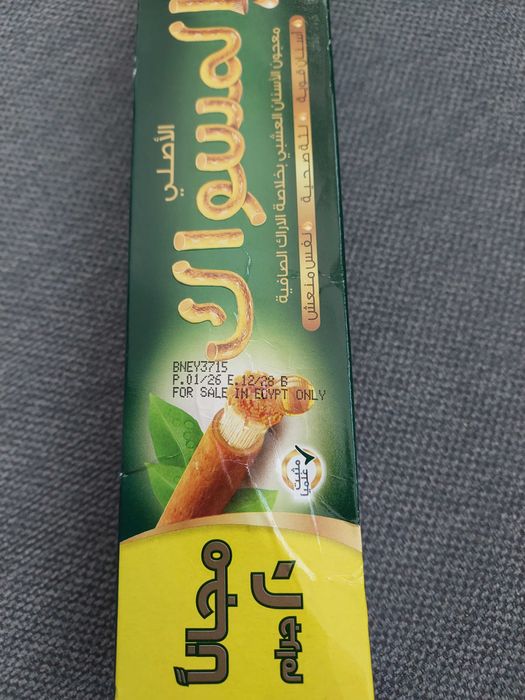 المسواك
الأصلي
معجون الأسنان العشبي بخلاصة الأراك الصافية
أسنان قوية • لثة صحية • نفس منعش
BNEY3715
P.01/26 E.12/28 B
FOR SALE IN EGYPT ONLY
مثبت
علمياً
جرام
مجاناً